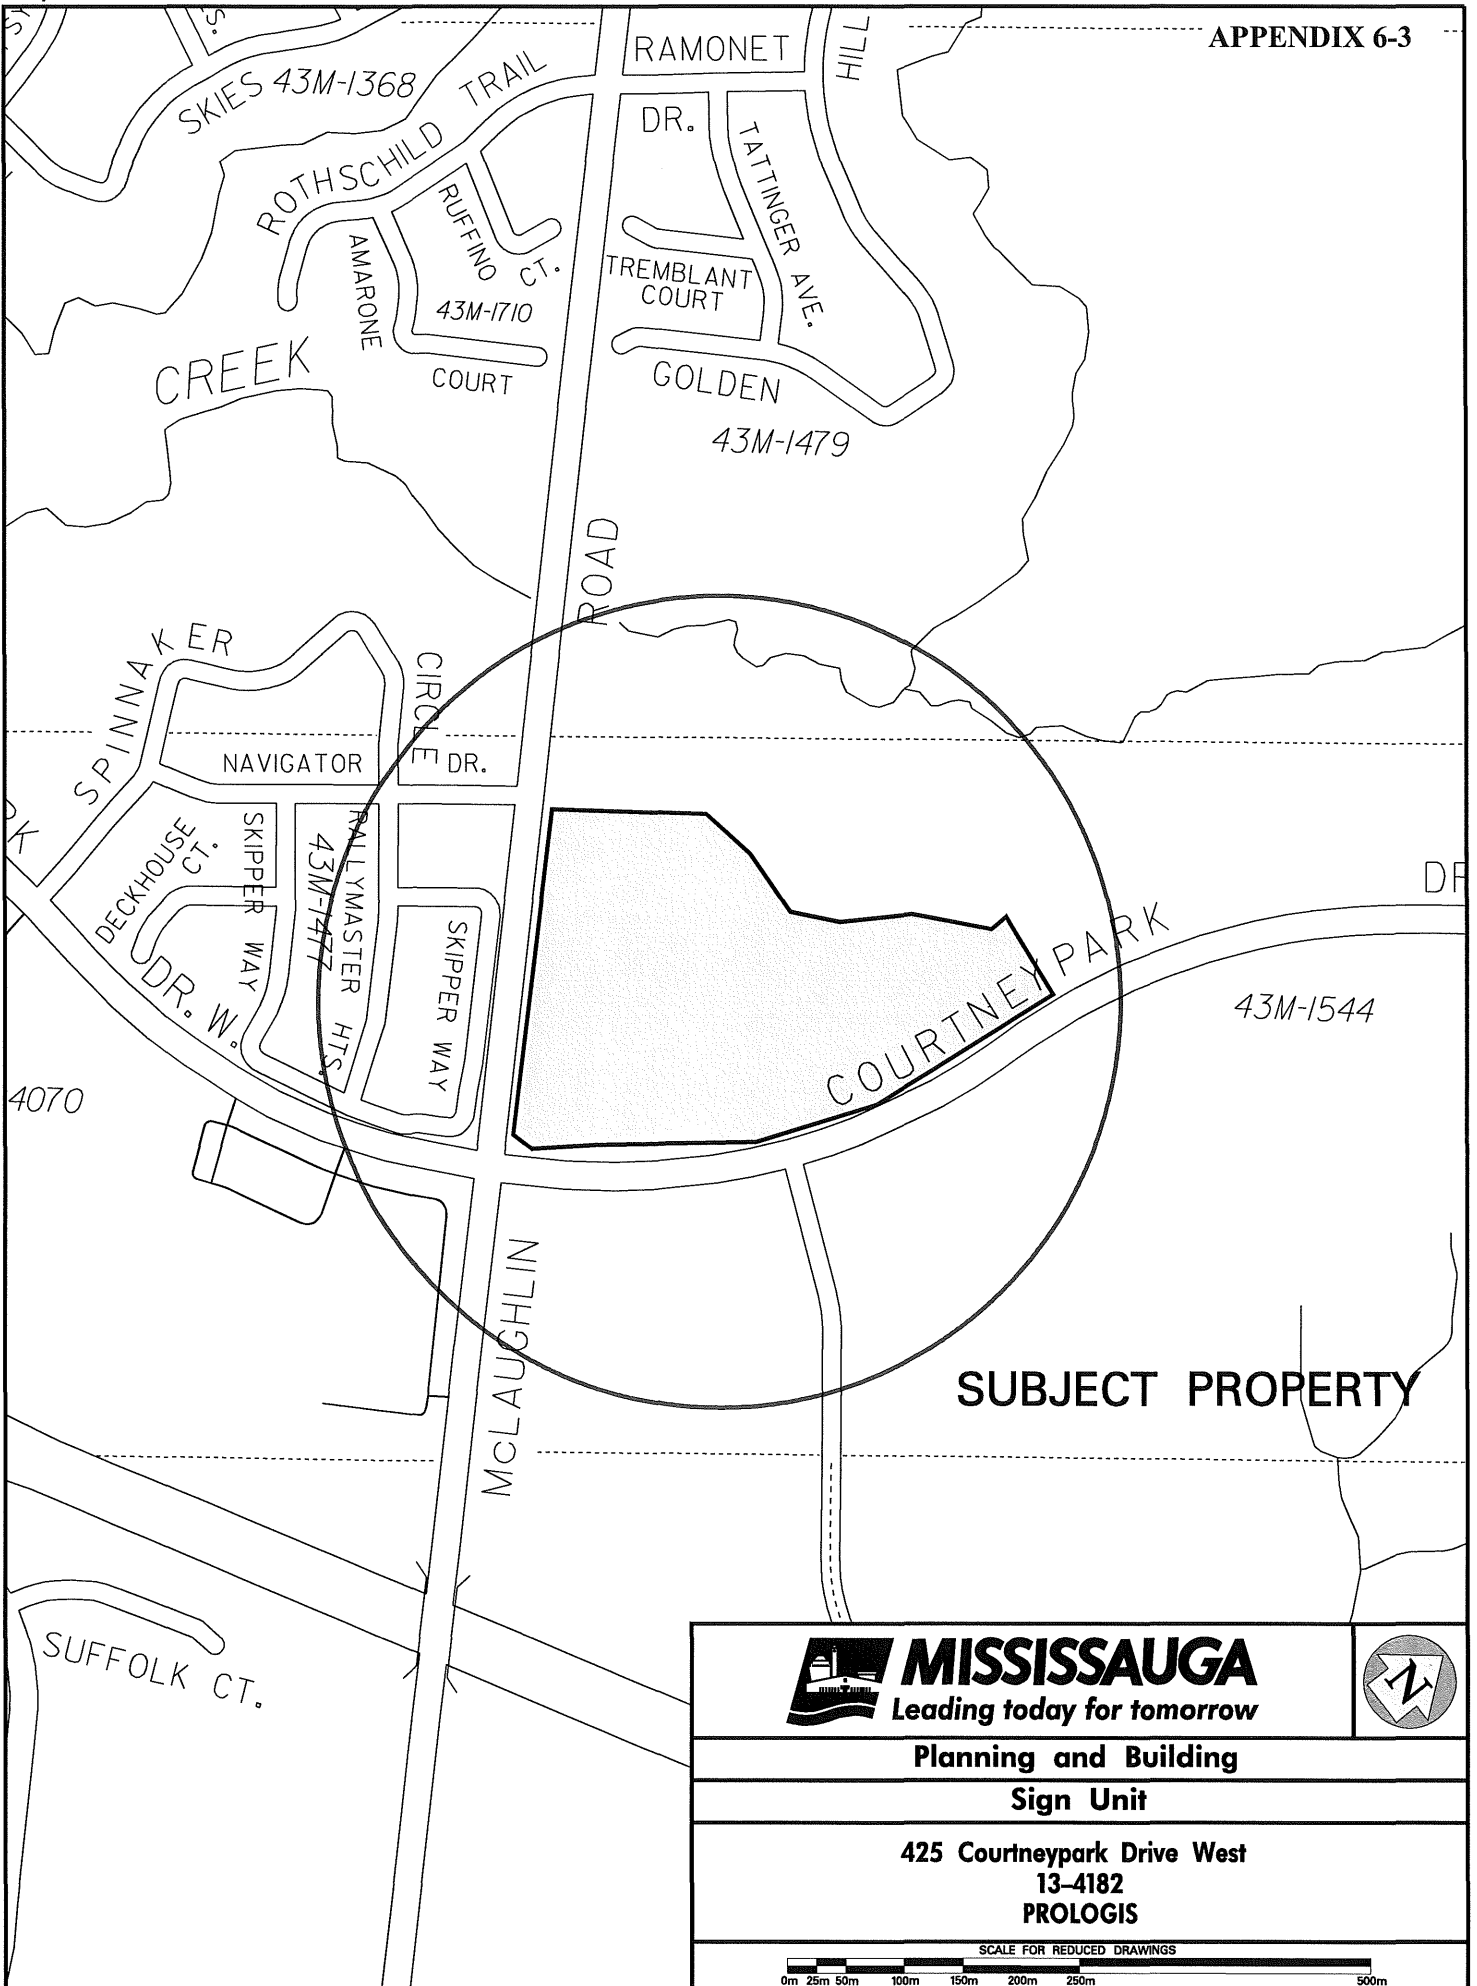 APPENDIX 6-3
RAMONET
DR.
HILL
SKIES
43M-1368
ROTHSCHILD TRAIL
TATTINGER AVE.
RUFFINO CT.
AMARONE
COURT
43M-1710
TREMBLANT
COURT
CREEK
GOLDEN
43M-1479
ROAD
SPINNAKER
CIRCLE
NAVIGATOR DR.
DECKHOUSE
CT.
SKIPPER WAY
43M-1477
RALLYMASTER HTS.
SKIPPER WAY
DR. W.
COURTNEYPARK
DR
43M-1544
4070
McLAUGHLIN
SUBJECT PROPERTY
SUFFOLK CT.
MISSISSAUGA
Leading today for tomorrow
N
Planning and Building
Sign Unit
425 Courtneypark Drive West
13-4182
PROLOGIS
SCALE FOR REDUCED DRAWINGS
0m 25m 50m 100m 150m 200m 250m 500m